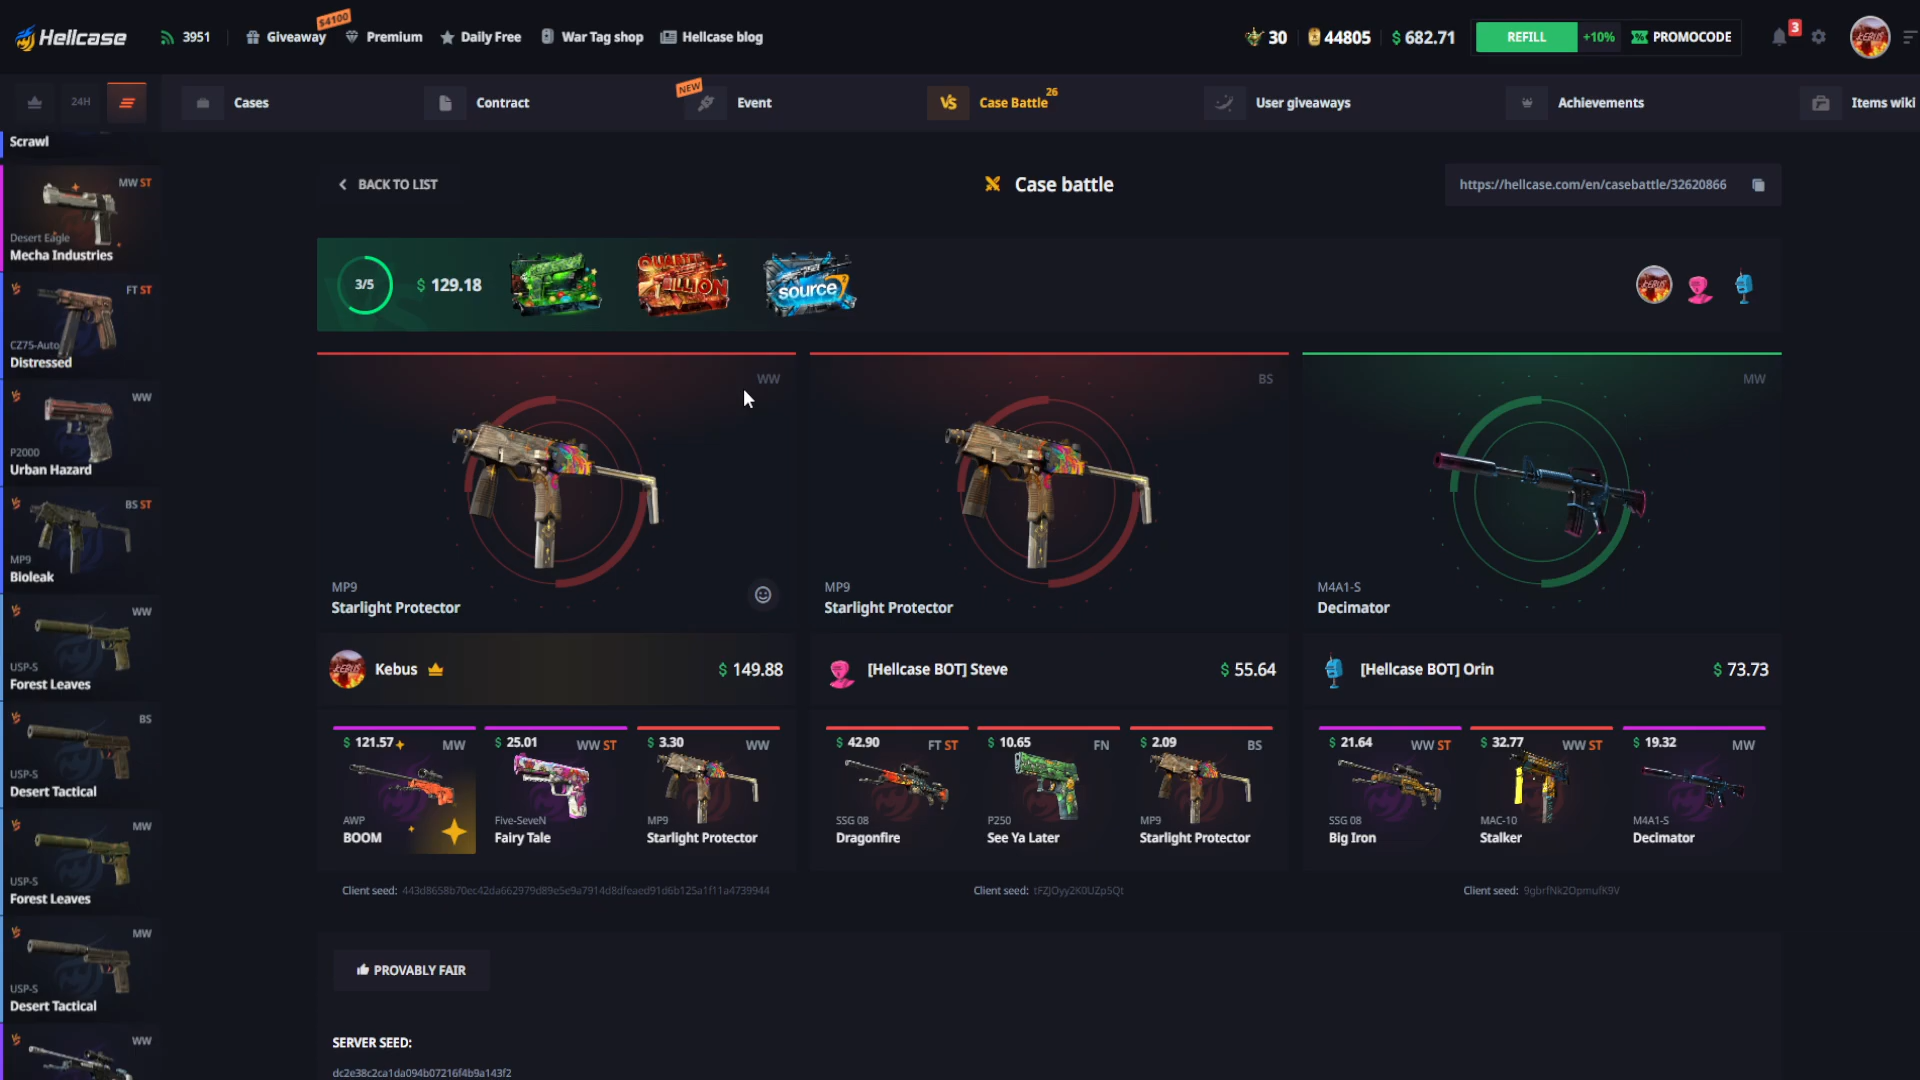 Hellcase
3951
Giveaway
$4100
Premium
Daily Free
War Tag shop
Hellcase blog
30
44805
$ 682.71
REFILL
+10%
PROMOCODE
3
24H
Cases
Contract
NEW
Event
VS
Case Battle
26
User giveaways
Achievements
Items wiki
Scrawl
MW ST
Desert Eagle
Mecha Industries
FT ST
CZ75-Auto
Distressed
WW
P2000
Urban Hazard
BS ST
MP9
Bioleak
WW
USP-S
Forest Leaves
BS
USP-S
Desert Tactical
MW
USP-S
Forest Leaves
MW
USP-S
Desert Tactical
WW
BACK TO LIST
Case battle
https://hellcase.com/en/casebattle/32620866
3/5
$ 129.18
QUARTER MILLION
source
WW
MP9
Starlight Protector
BS
MP9
Starlight Protector
MW
M4A1-S
Decimator
Kebus
$ 149.88
[Hellcase BOT] Steve
$ 55.64
[Hellcase BOT] Orin
$ 73.73
$ 121.57 MW
AWP
BOOM
$ 25.01 WW ST
Five-SeveN
Fairy Tale
$ 3.30 WW
MP9
Starlight Protector
$ 42.90 FT ST
SSG 08
Dragonfire
$ 10.65 FN
P250
See Ya Later
$ 2.09 BS
MP9
Starlight Protector
$ 21.64 WW ST
SSG 08
Big Iron
$ 32.77 WW ST
MAC-10
Stalker
$ 19.32 MW
M4A1-S
Decimator
Client seed: 443d8658b70ec42da662979d89e5e9a7914d8dfeaed91d6b125a1f11a4739944
Client seed: tFZJOyy2K0UZp5Qt
Client seed: 9gbrfNk2OpmufK9V
PROVABLY FAIR
SERVER SEED:
dc2e38c2ca1da094b07216f4b9a143f2